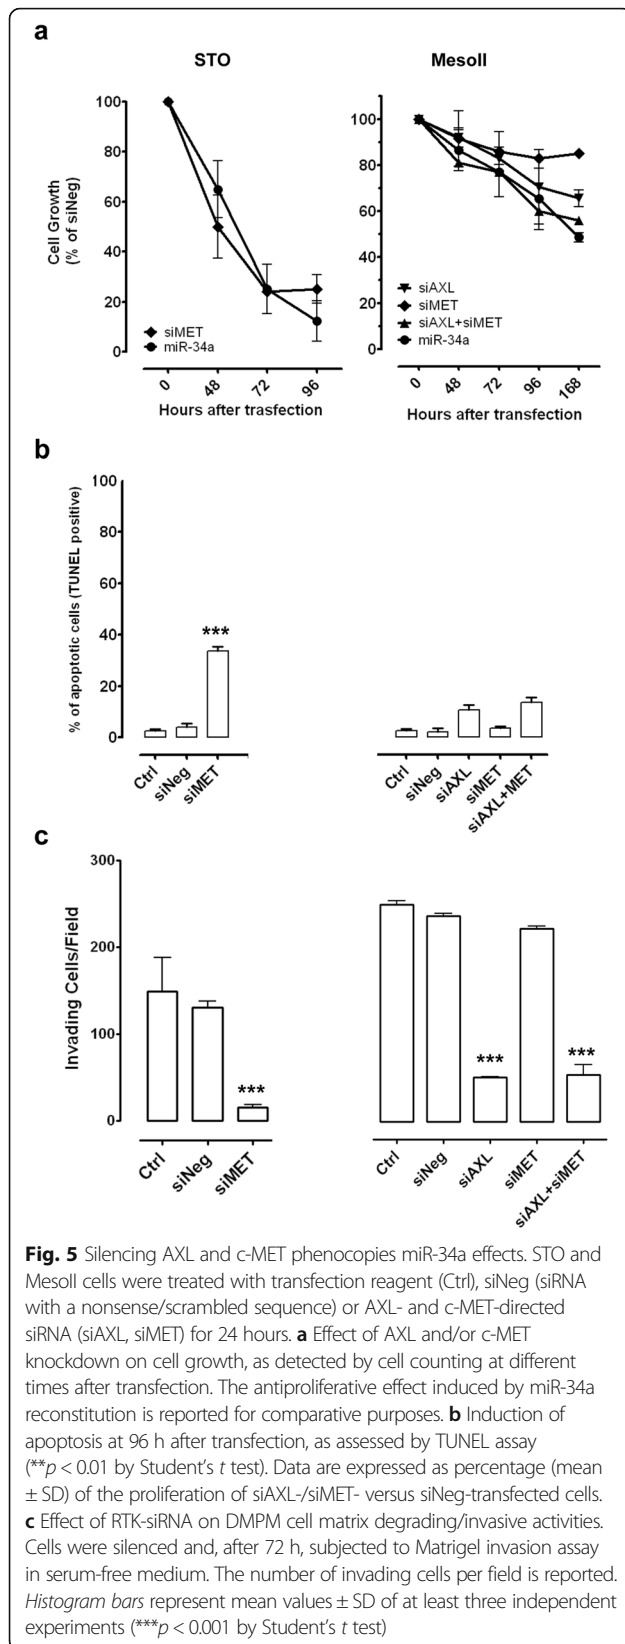 a
STO
MesoII
Cell Growth
(% of siNeg)
100
80
60
40
20
0
siMET
miR-34a
0
48
72
96
Hours after trasfection
100
80
60
40
20
0
siAXL
siMET
siAXL+siMET
miR-34a
0
48
72
96
168
Hours after transfection
b
% of apoptotic cells (TUNEL positive)
100
80
60
40
20
0
***
Ctrl
siNeg
siMET
Ctrl
siNeg
siAXL
siMET
siAXL+MET
c
Invading Cells/Field
300
200
100
0
***
Ctrl
siNeg
siMET
***
***
Ctrl
siNeg
siAXL
siMET
siAXL+siMET
Fig. 5 Silencing AXL and c-MET phenocopies miR-34a effects. STO and
MesoII cells were treated with transfection reagent (Ctrl), siNeg (siRNA
with a nonsense/scrambled sequence) or AXL- and c-MET-directed
siRNA (siAXL, siMET) for 24 hours. a Effect of AXL and/or c-MET
knockdown on cell growth, as detected by cell counting at different
times after transfection. The antiproliferative effect induced by miR-34a
reconstitution is reported for comparative purposes. b Induction of
apoptosis at 96 h after transfection, as assessed by TUNEL assay
(**p < 0.01 by Student's t test). Data are expressed as percentage (mean
± SD) of the proliferation of siAXL-/siMET- versus siNeg-transfected cells.
c Effect of RTK-siRNA on DMPM cell matrix degrading/invasive activities.
Cells were silenced and, after 72 h, subjected to Matrigel invasion assay
in serum-free medium. The number of invading cells per field is reported.
Histogram bars represent mean values ± SD of at least three independent
experiments (***p < 0.001 by Student's t test)